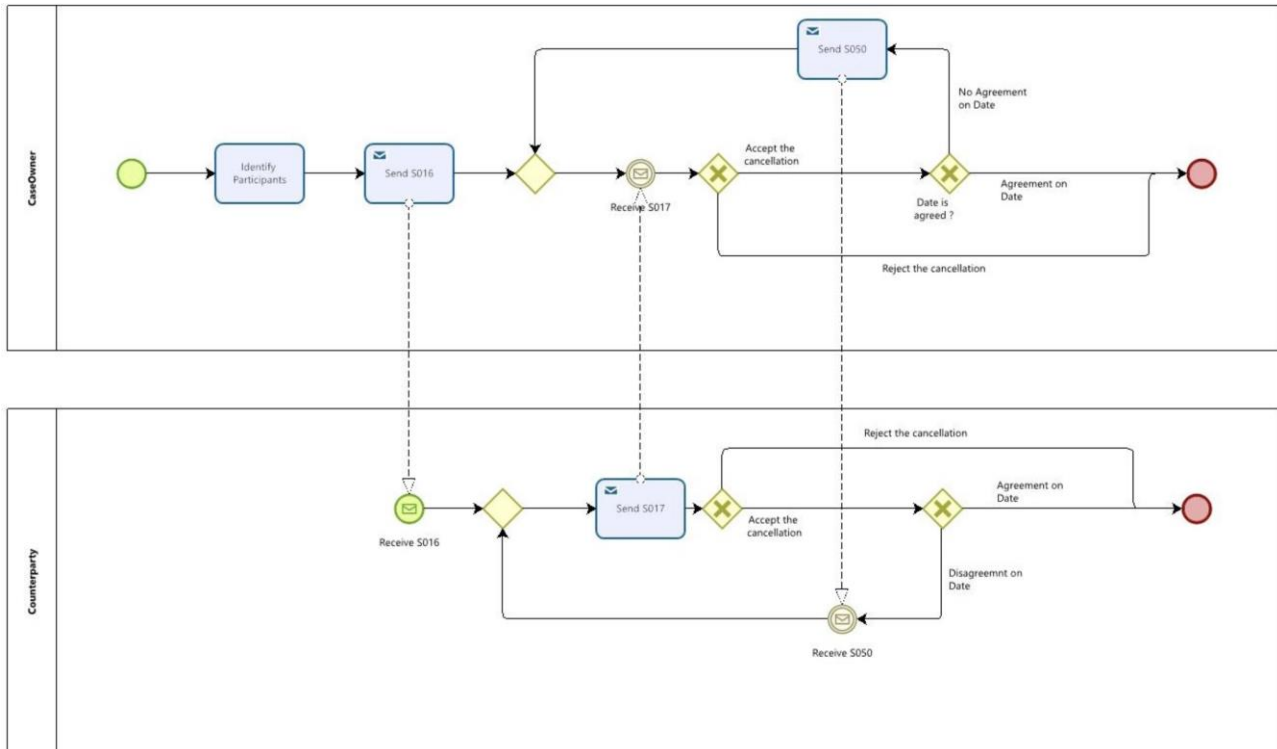 CaseOwner
Send S050
No Agreement
on Date
Identify
Participants
Send S016
Accept the
cancellation
Receive S017
Date is
agreed ?
Agreement on
Date
Reject the cancellation
Counterparty
Reject the cancellation
Receive S016
Send S017
Accept the
cancellation
Agreement on
Date
Disagreemnt on
Date
Receive S050